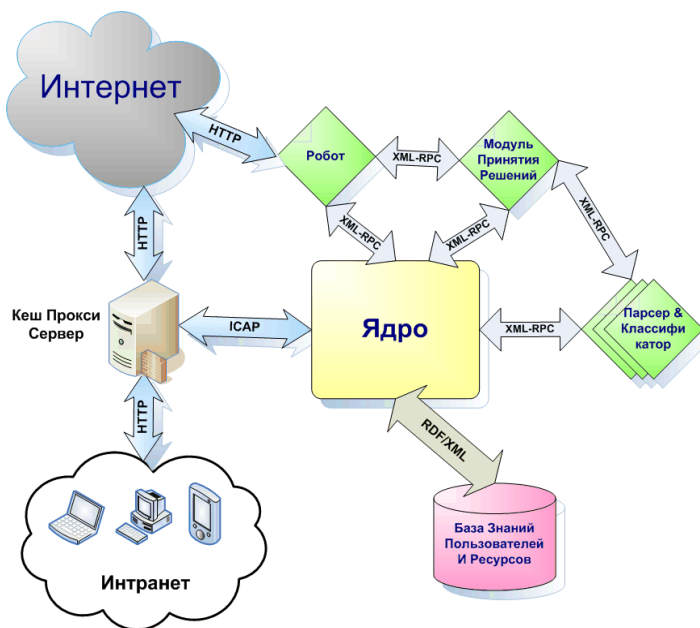 Интернет
HTTP
Робот
XML-RPC
Модуль
Принятия
Решений
XML-RPC
XML-RPC
XML-RPC
HTTP
Кеш Прокси
Сервер
ICAP
Ядро
XML-RPC
Парсер &
Классифи
катор
HTTP
RDF/XML
База Знаний
Пользователей
И Ресурсов
Интранет